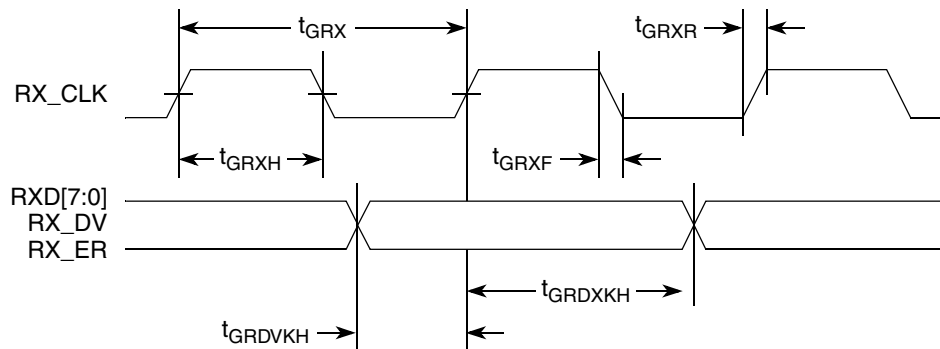 tGRX
tGRXR
RX_CLK
tGRXH
tGRXF
RXD[7:0]
RX_DV
RX_ER
tGRDXKH
tGRDVKH